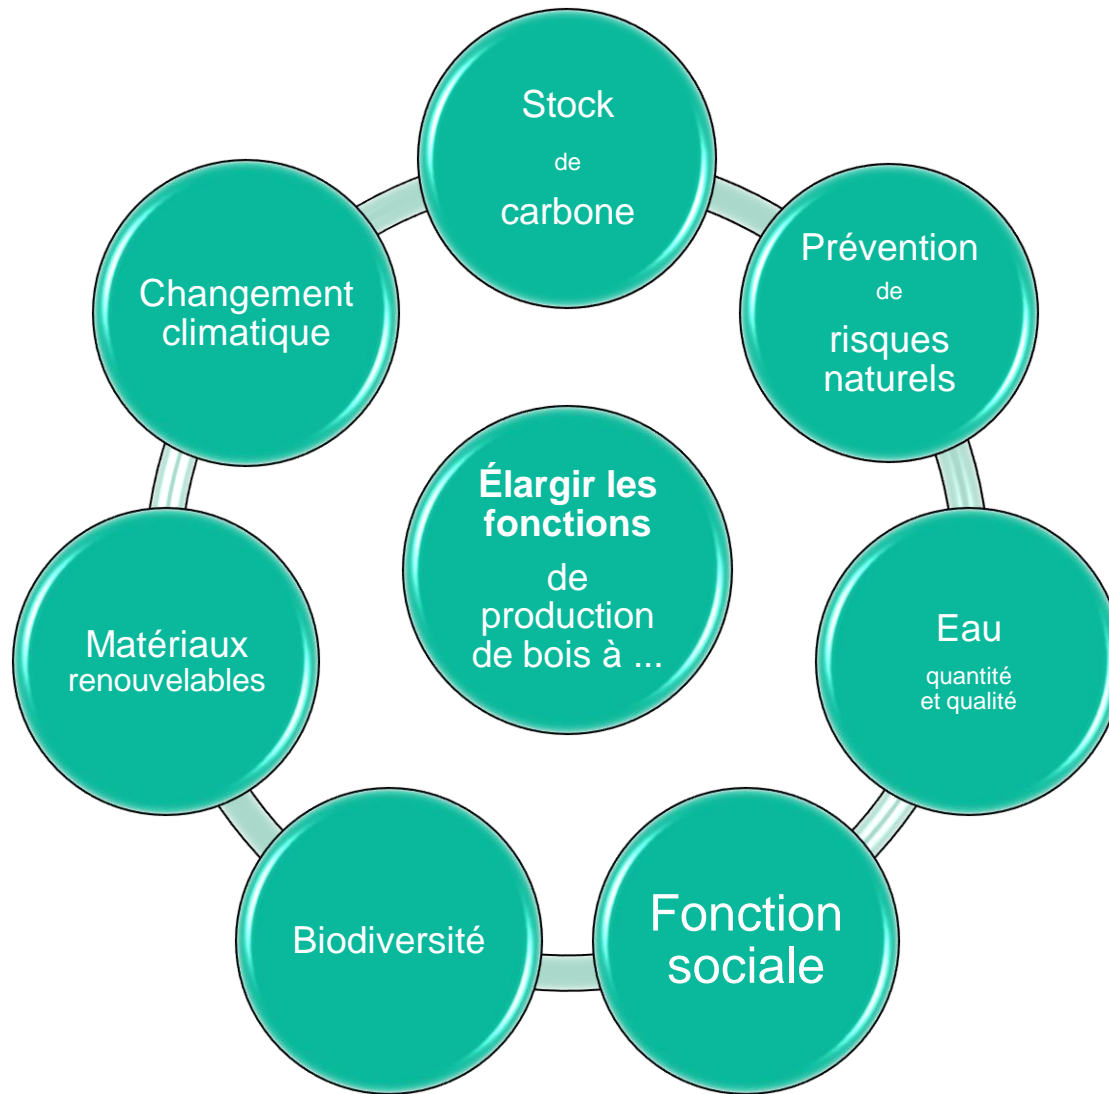 Stock
de
carbone
Prévention
de
risques
naturels
Changement
climatique
Élargir les
fonctions
de
production
de bois à ...
Eau
quantité
et qualité
Matériaux
renouvelables
Fonction
sociale
Biodiversité